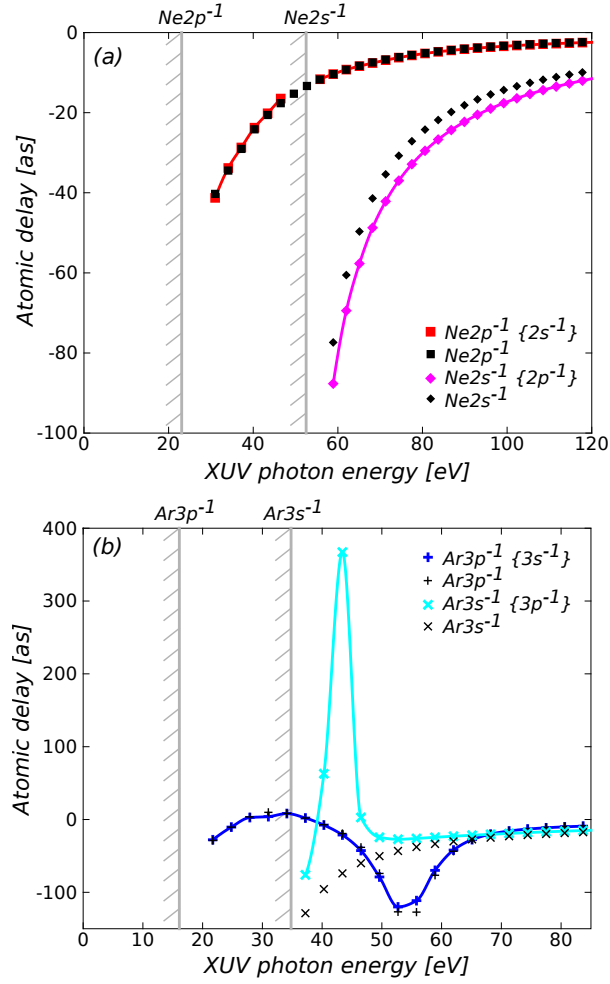 Ne2p⁻¹ Ne2s⁻¹
(a)
Atomic delay [as]
0
-20
-40
-60
-80
-100
Ne2p⁻¹ {2s⁻¹}
Ne2p⁻¹
Ne2s⁻¹ {2p⁻¹}
Ne2s⁻¹
0 20 40 60 80 100 120
XUV photon energy [eV]
Ar3p⁻¹ Ar3s⁻¹
(b)
Atomic delay [as]
400
300
200
100
0
-100
Ar3p⁻¹ {3s⁻¹}
Ar3p⁻¹
Ar3s⁻¹ {3p⁻¹}
Ar3s⁻¹
0 10 20 30 40 50 60 70 80
XUV photon energy [eV]